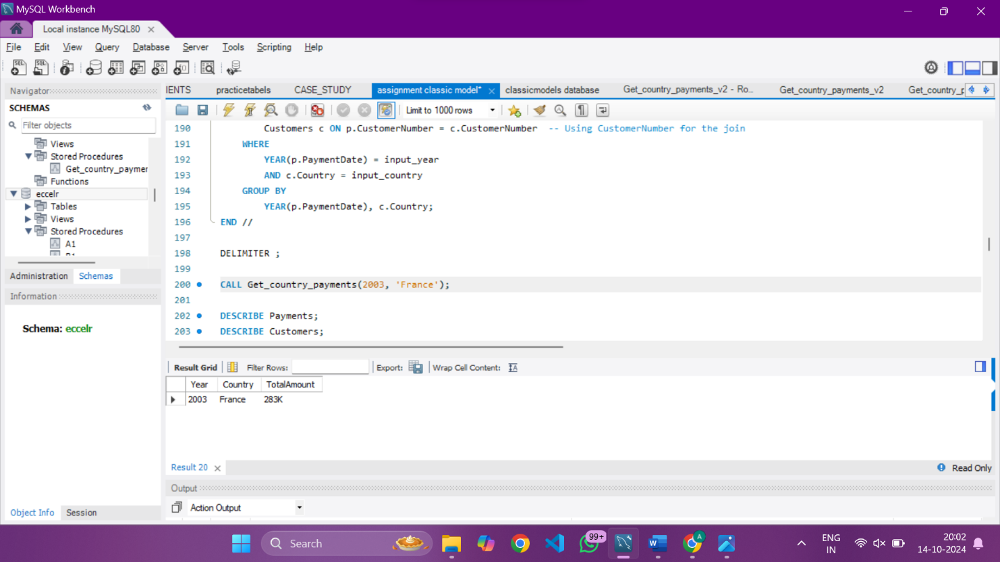 MySQL Workbench
Local instance MySQL80
File Edit View Query Database Server Tools Scripting Help
Navigator
IENTS practicetabels CASE_STUDY assignment classic model* classicmodels database Get_country_payments_v2 - Ro... Get_country_payments_v2 Get_country_p
SCHEMAS
Limit to 1000 rows
Filter objects
Views
Stored Procedures
Get_country_paymer
Functions
eccelr
Tables
Views
Stored Procedures
A1
Administration Schemas
Information
Schema: eccelr
Object Info Session
190 Customers c ON p.CustomerNumber = c.CustomerNumber -- Using CustomerNumber for the join
191 WHERE
192 YEAR(p.PaymentDate) = input_year
193 AND c.Country = input_country
194 GROUP BY
195 YEAR(p.PaymentDate), c.Country;
196 END //
197
198 DELIMITER ;
199
200 CALL Get_country_payments(2003, 'France');
201
202 DESCRIBE Payments;
203 DESCRIBE Customers;
Result Grid Filter Rows: Export: Wrap Cell Content:
Year Country TotalAmount
2003 France 283K
Result 20 Read Only
Output
Action Output
Search
99+
A
ENG
IN
20:02
14-10-2024